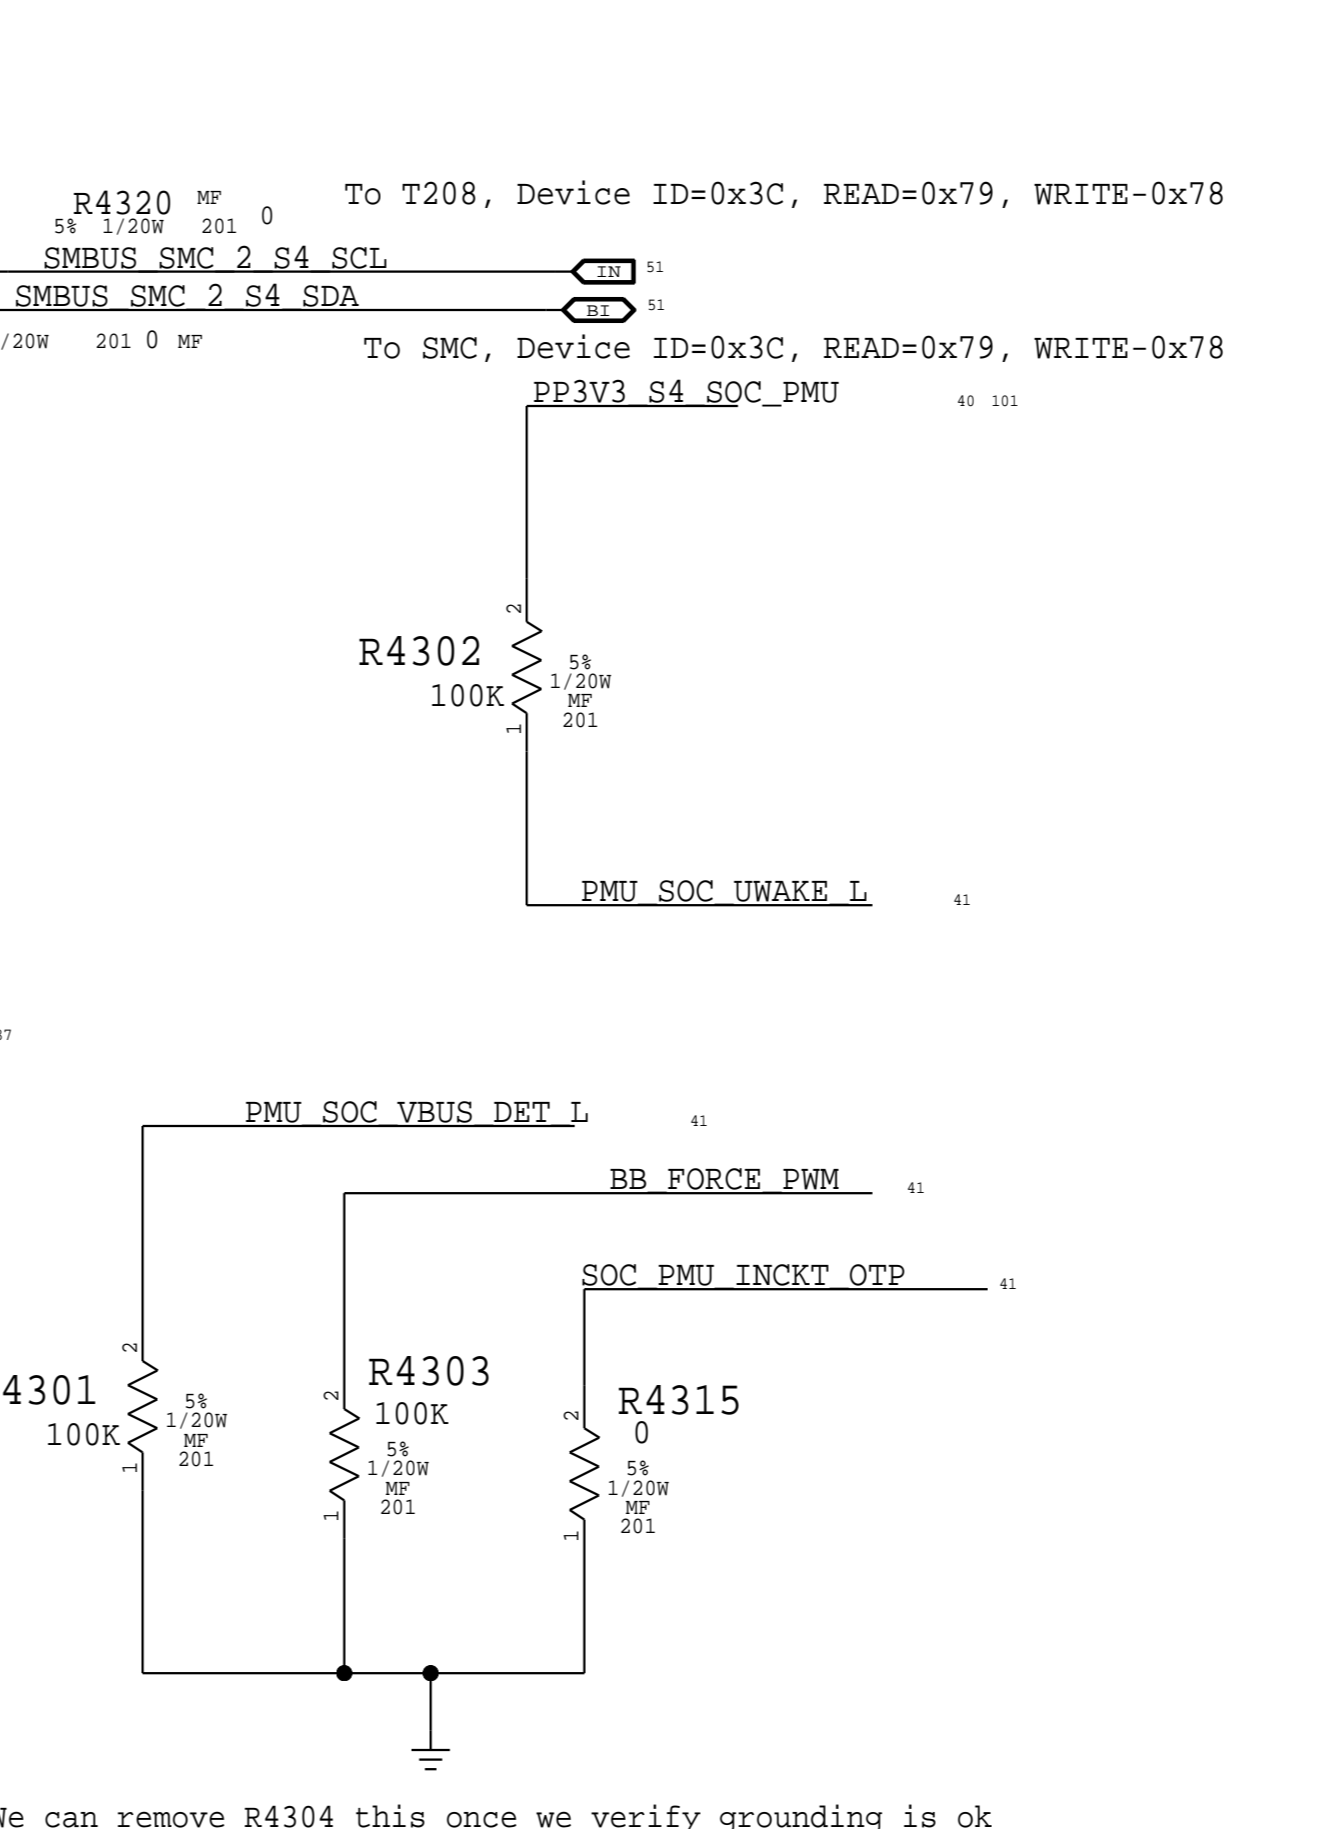 To T208, Device ID=0x3C, READ=0x79, WRITE-0x78
R4320 MF
5% 1/20W 201 0
SMBUS_SMC_2_S4_SCL IN 51
SMBUS_SMC_2_S4_SDA BI 51
/20W 201 0 MF
To SMC, Device ID=0x3C, READ=0x79, WRITE-0x78
PP3V3_S4_SOC_PMU 40 101
2
R4302
100K
5%
1/20W
MF
201
1
PMU_SOC_UWAKE_L 41
37
PMU_SOC_VBUS_DET_L 41
BB_FORCE_PWM 41
SOC_PMU_INCKT_OTP 41
2
4301
100K
5%
1/20W
MF
201
1
2
R4303
100K
5%
1/20W
MF
201
1
2
R4315
0
5%
1/20W
MF
201
1
We can remove R4304 this once we verify grounding is ok